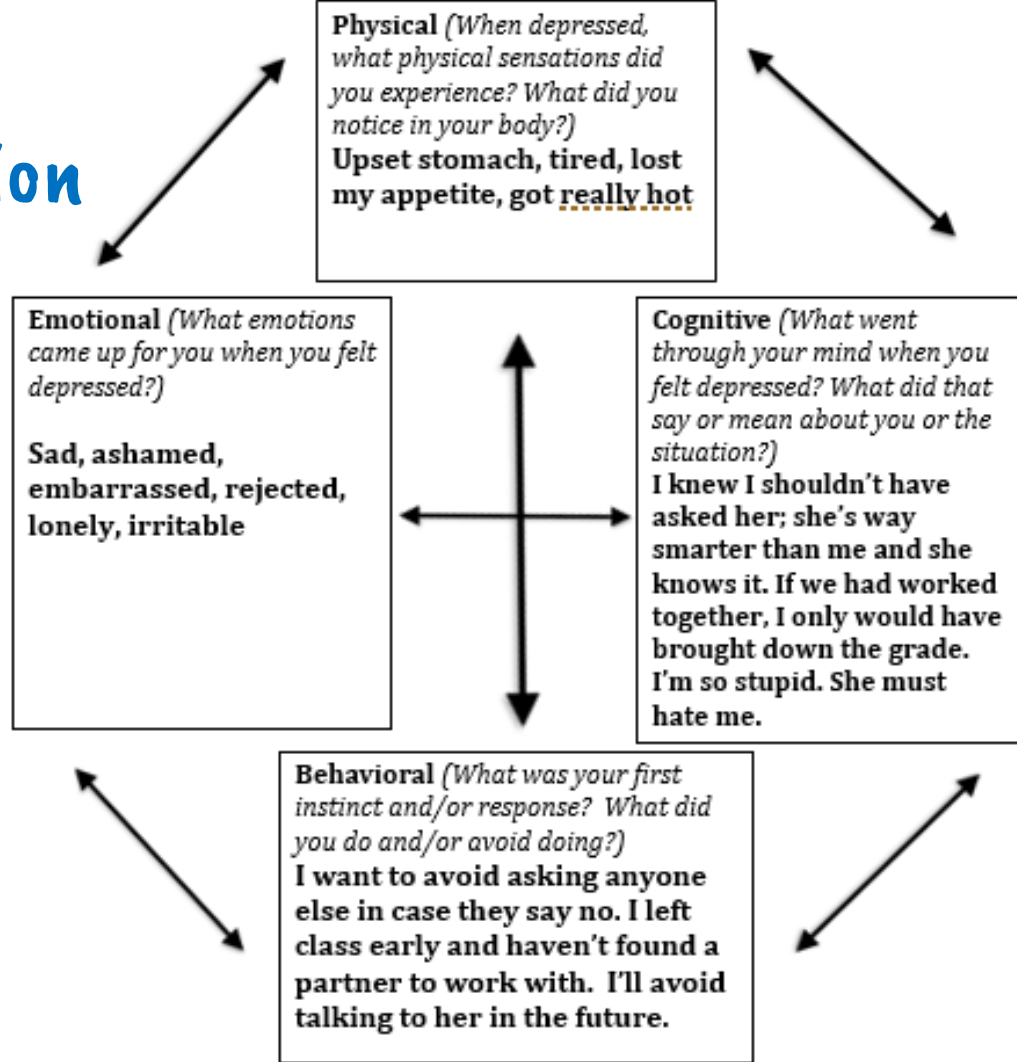 Physical (When depressed,
what physical sensations did
you experience? What did you
notice in your body?)
Upset stomach, tired, lost
my appetite, got really hot
Emotional (What emotions
came up for you when you felt
depressed?)
Sad, ashamed,
embarrassed, rejected,
lonely, irritable
Cognitive (What went
through your mind when you
felt depressed? What did that
say or mean about you or the
situation?)
I knew I shouldn't have
asked her; she's way
smarter than me and she
knows it. If we had worked
together, I only would have
brought down the grade.
I'm so stupid. She must
hate me.
Behavioral (What was your first
instinct and/or response?  What did
you do and/or avoid doing?)
I want to avoid asking anyone
else in case they say no. I left
class early and haven't found a
partner to work with.  I'll avoid
talking to her in the future.